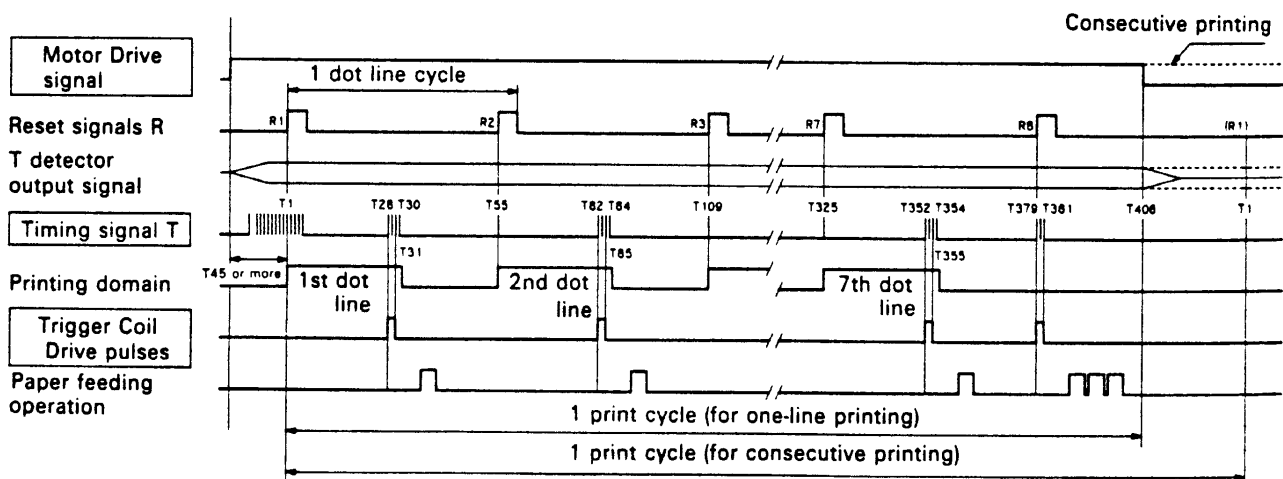 Consecutive printing
Motor Drive
signal
1 dot line cycle
Reset signals R
R1
R2
R3
R7
R8
(R1)
T detector
output signal
T1
T28 T30
T55
T82 T84
T109
T325
T352 T354
T379 T381
T408
T1
Timing signal T
T31
T85
T355
T45 or more
Printing domain
1st dot
line
2nd dot
line
7th dot
line
Trigger Coil
Drive pulses
Paper feeding
operation
1 print cycle (for one-line printing)
1 print cycle (for consecutive printing)